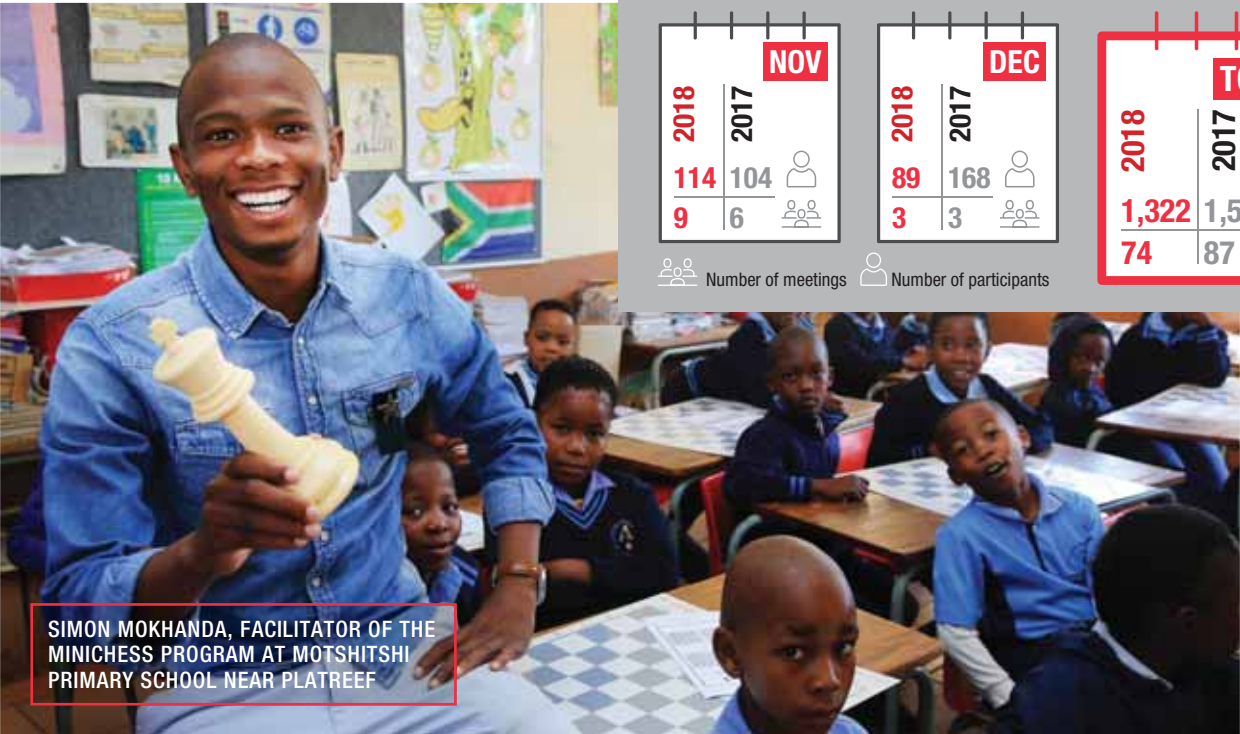 NOV
2018 2017
114 104
9 6
DEC
2018 2017
89 168
3 3
2018 2017
1,322
74 87
Number of meetings Number of participants
SIMON MOKHANDA, FACILITATOR OF THE
MINICHESS PROGRAM AT MOTSHITSHI
PRIMARY SCHOOL NEAR PLATREEF